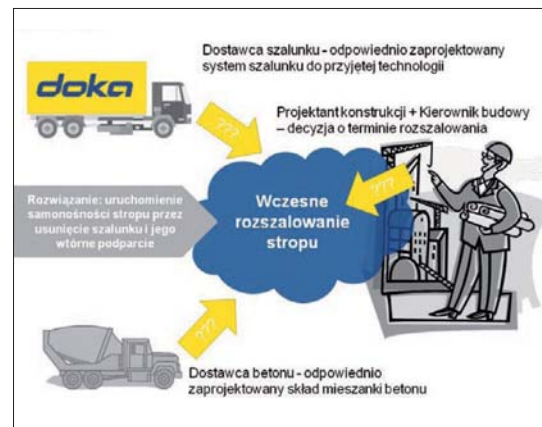 doka
Dostawca szalunku - odpowiednio zaprojektowany
system szalunku do przyjętej technologii
Projektant konstrukcji + Kierownik budowy
– decyzja o terminie rozszalowania
???
???
Rozwiązanie: uruchomienie
samonośności stropu przez
usunięcie szalunku i jego
wtórne podparcie
Wczesne
rozszalowanie
stropu
???
Dostawca betonu - odpowiednio
zaprojektowany skład mieszanki betonu